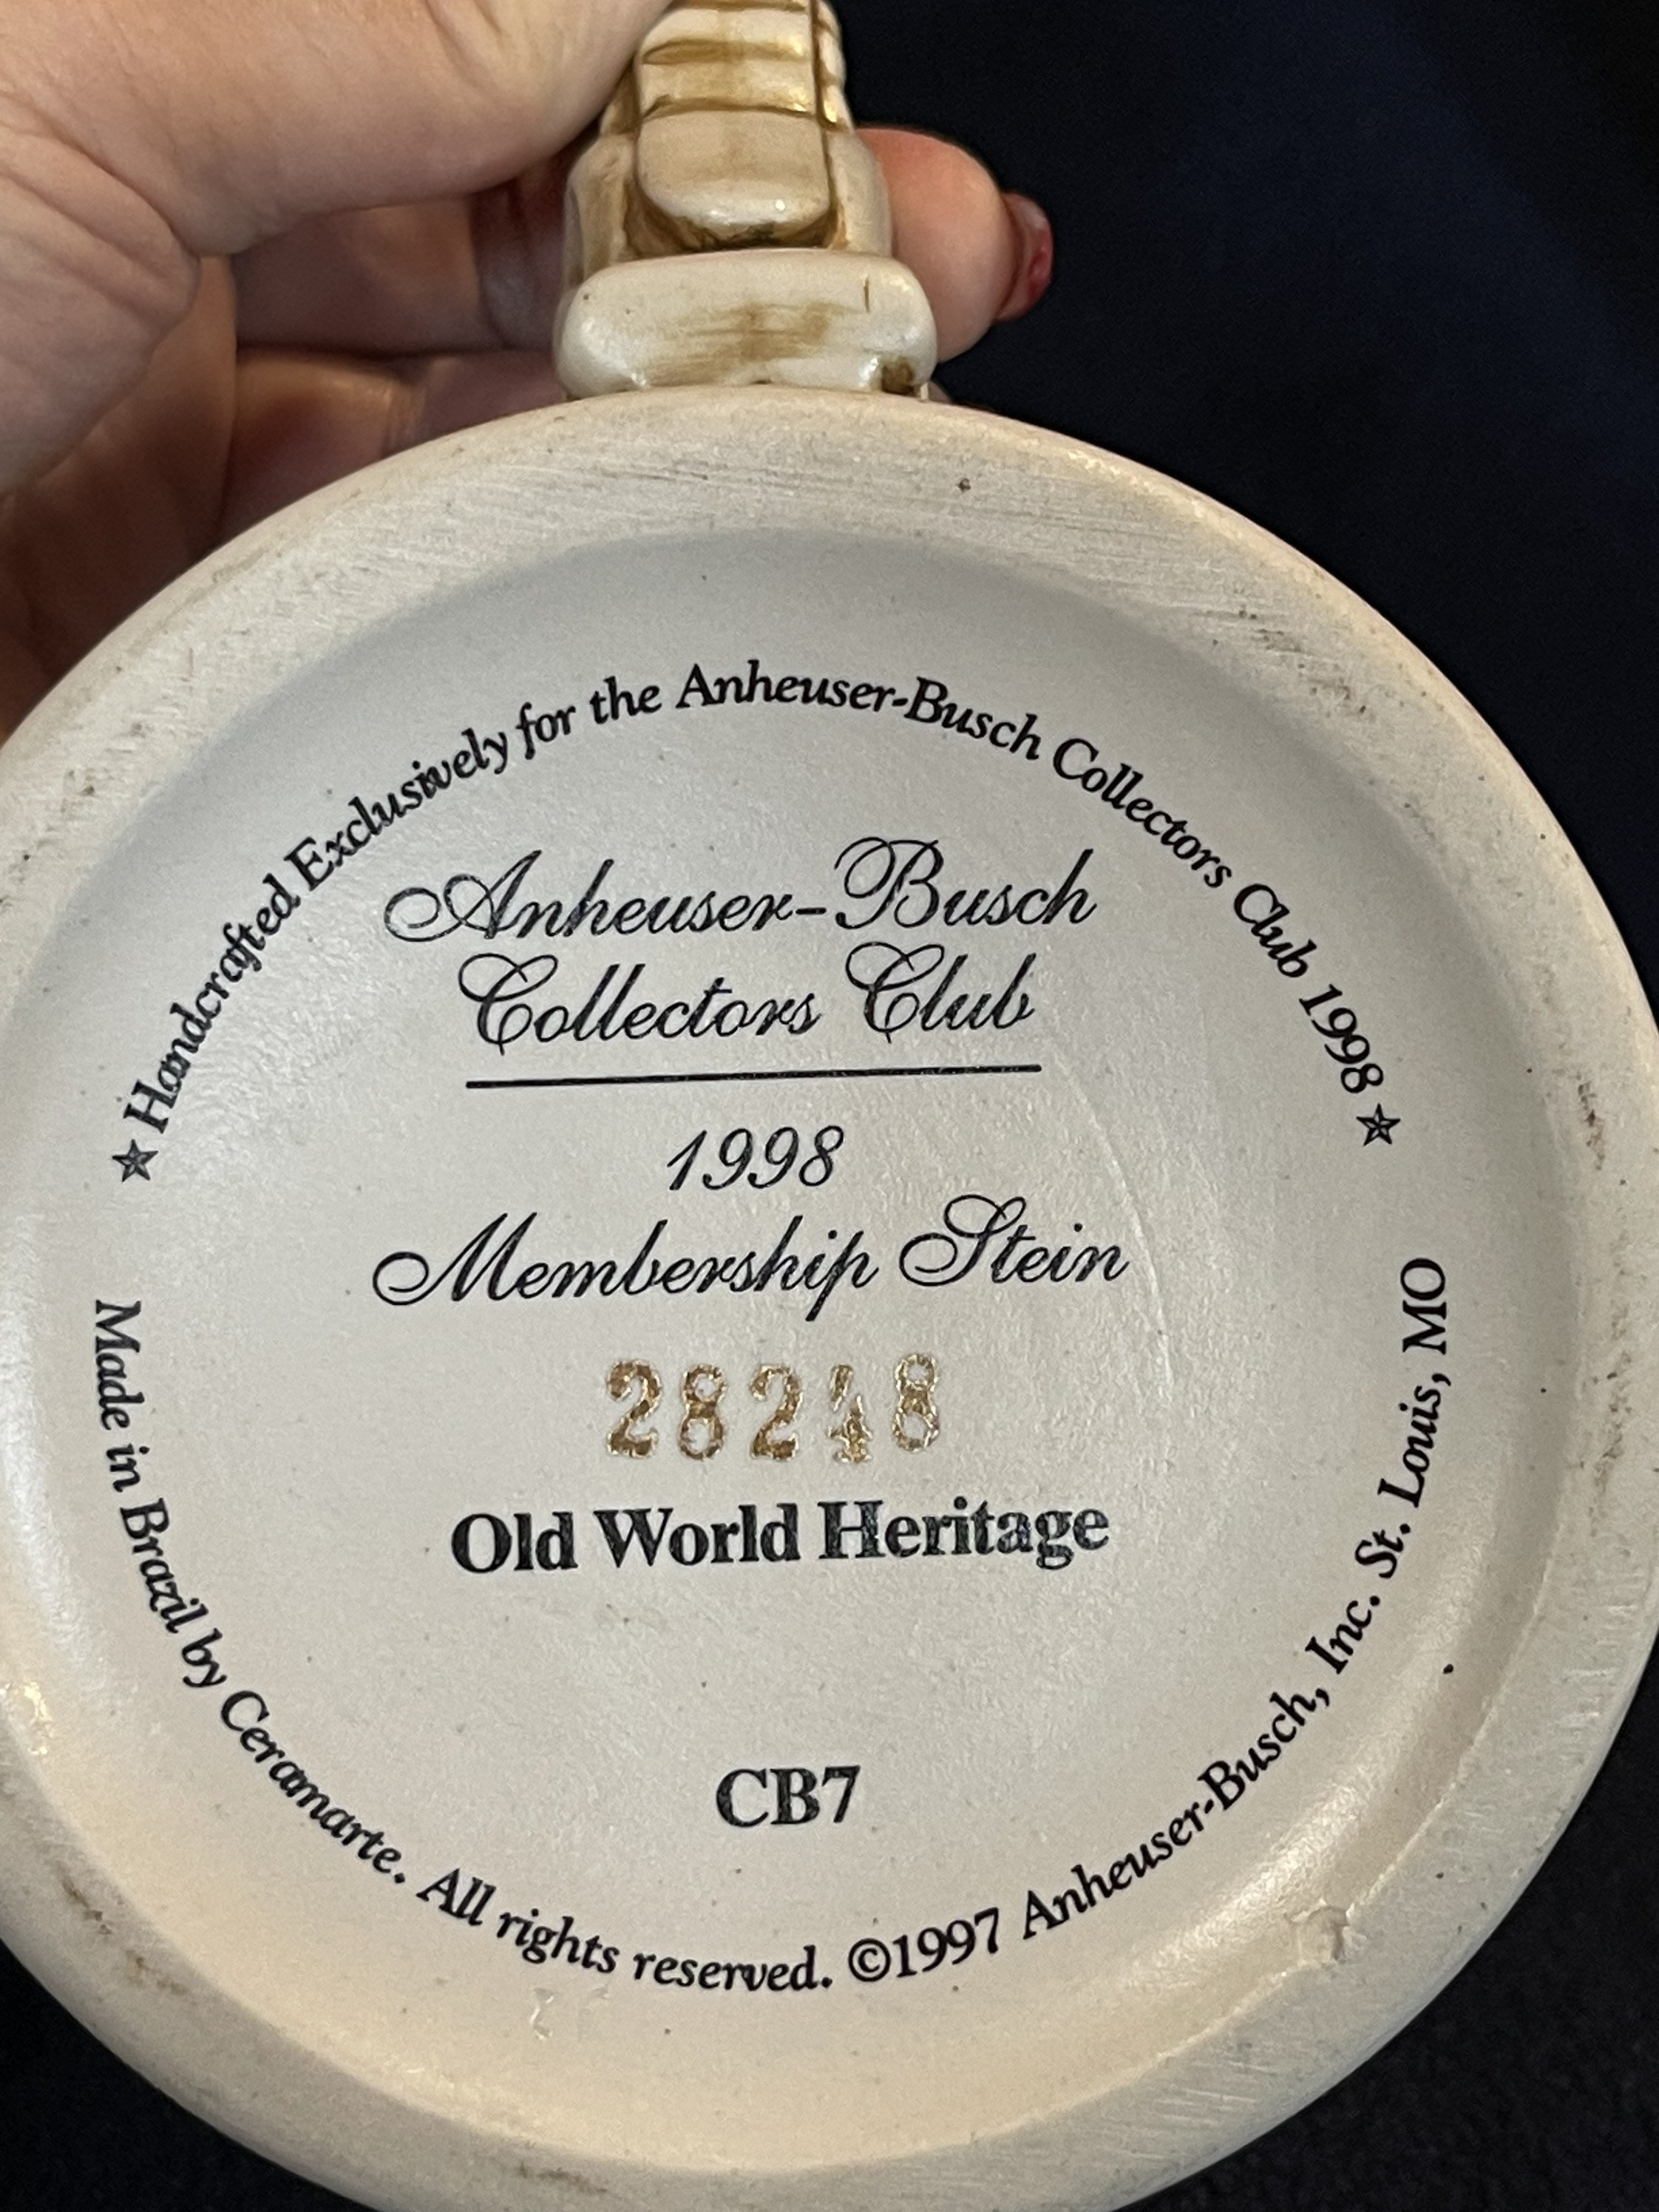 ★ Handcrafted Exclusively for the Anheuser-Busch Collectors Club 1998 ★
Anheuser-Busch
Collectors Club
1998
Membership Stein
28248
Old World Heritage
CB7
Made in Brazil by Ceramarte. All rights reserved. ©1997 Anheuser-Busch, Inc. St. Louis, MO